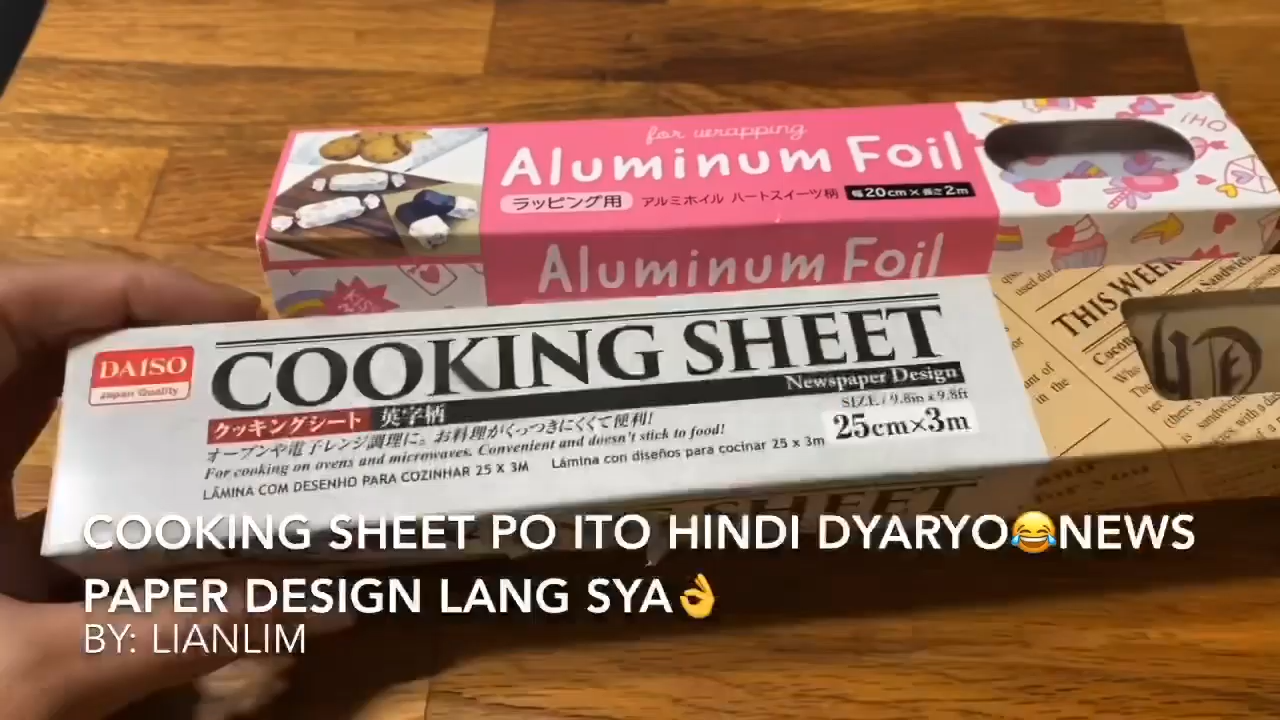 for wrapping
Aluminum Foil
ラッピング用 アルミホイル ハートスイーツ柄 幅20cm×長さ2m
Aluminum Foil
THIS WEEK
DAISO
Japan Quality
COOKING SHEET
Newspaper Design
クッキングシート 英字柄
SIZE / 9.8in x 9.8ft
25cm×3m
オーブンや電子レンジ調理に。お料理がくっつきにくくて便利!
For cooking on ovens and microwaves. Convenient and doesn't stick to food!
LÁMINA COM DESENHO PARA COZINHAR 25 X 3M Lámina con diseños para cocinar 25 x 3m
SHEET
COOKING SHEET PO ITO HINDI DYARYO😂NEWS
PAPER DESIGN LANG SYA👌
BY: LIANLIM